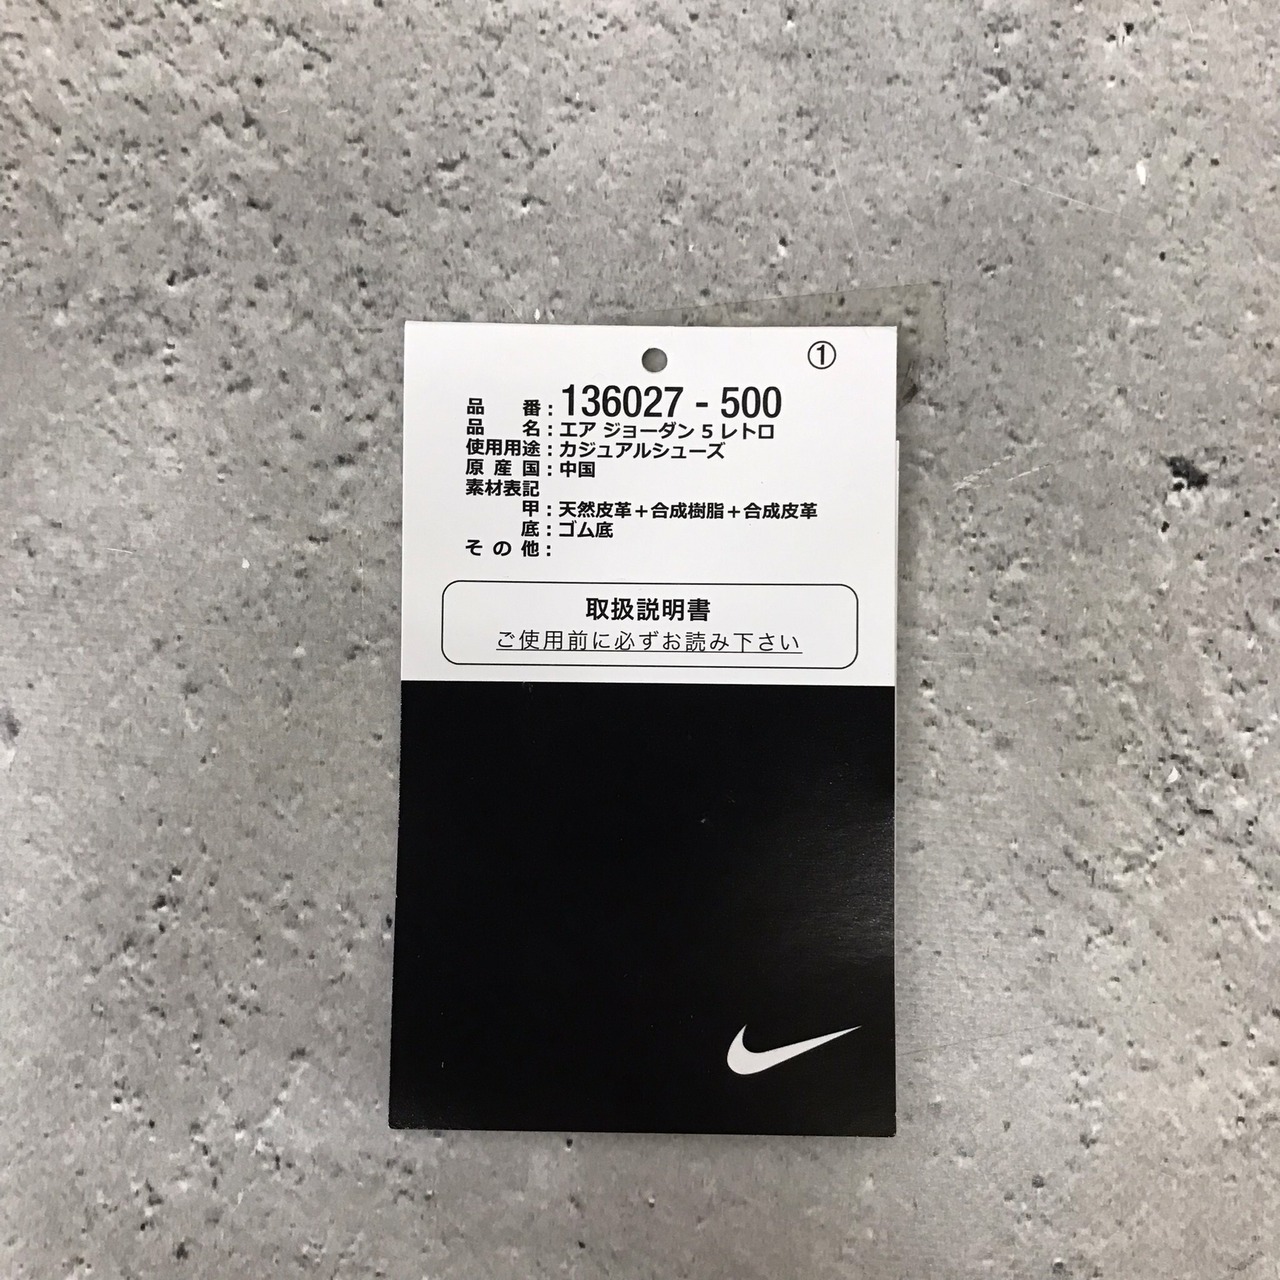 ①
品番：136027 - 500
品名：エア ジョーダン 5 レトロ
使用用途：カジュアルシューズ
原産国：中国
素材表記
甲：天然皮革＋合成樹脂＋合成皮革
底：ゴム底
その他：
取扱説明書
ご使用前に必ずお読み下さい